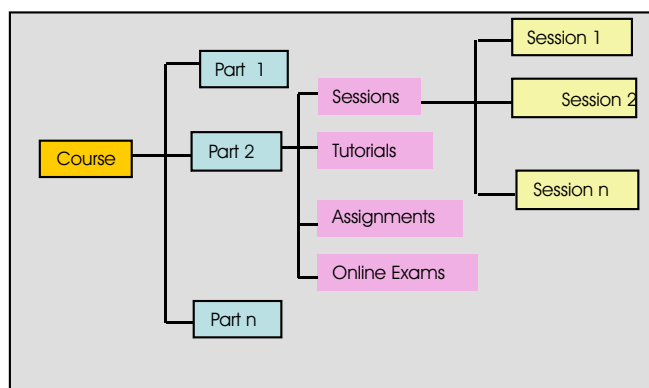 Course
Part 1
Part 2
Part n
Sessions
Tutorials
Assignments
Online Exams
Session 1
Session 2
Session n